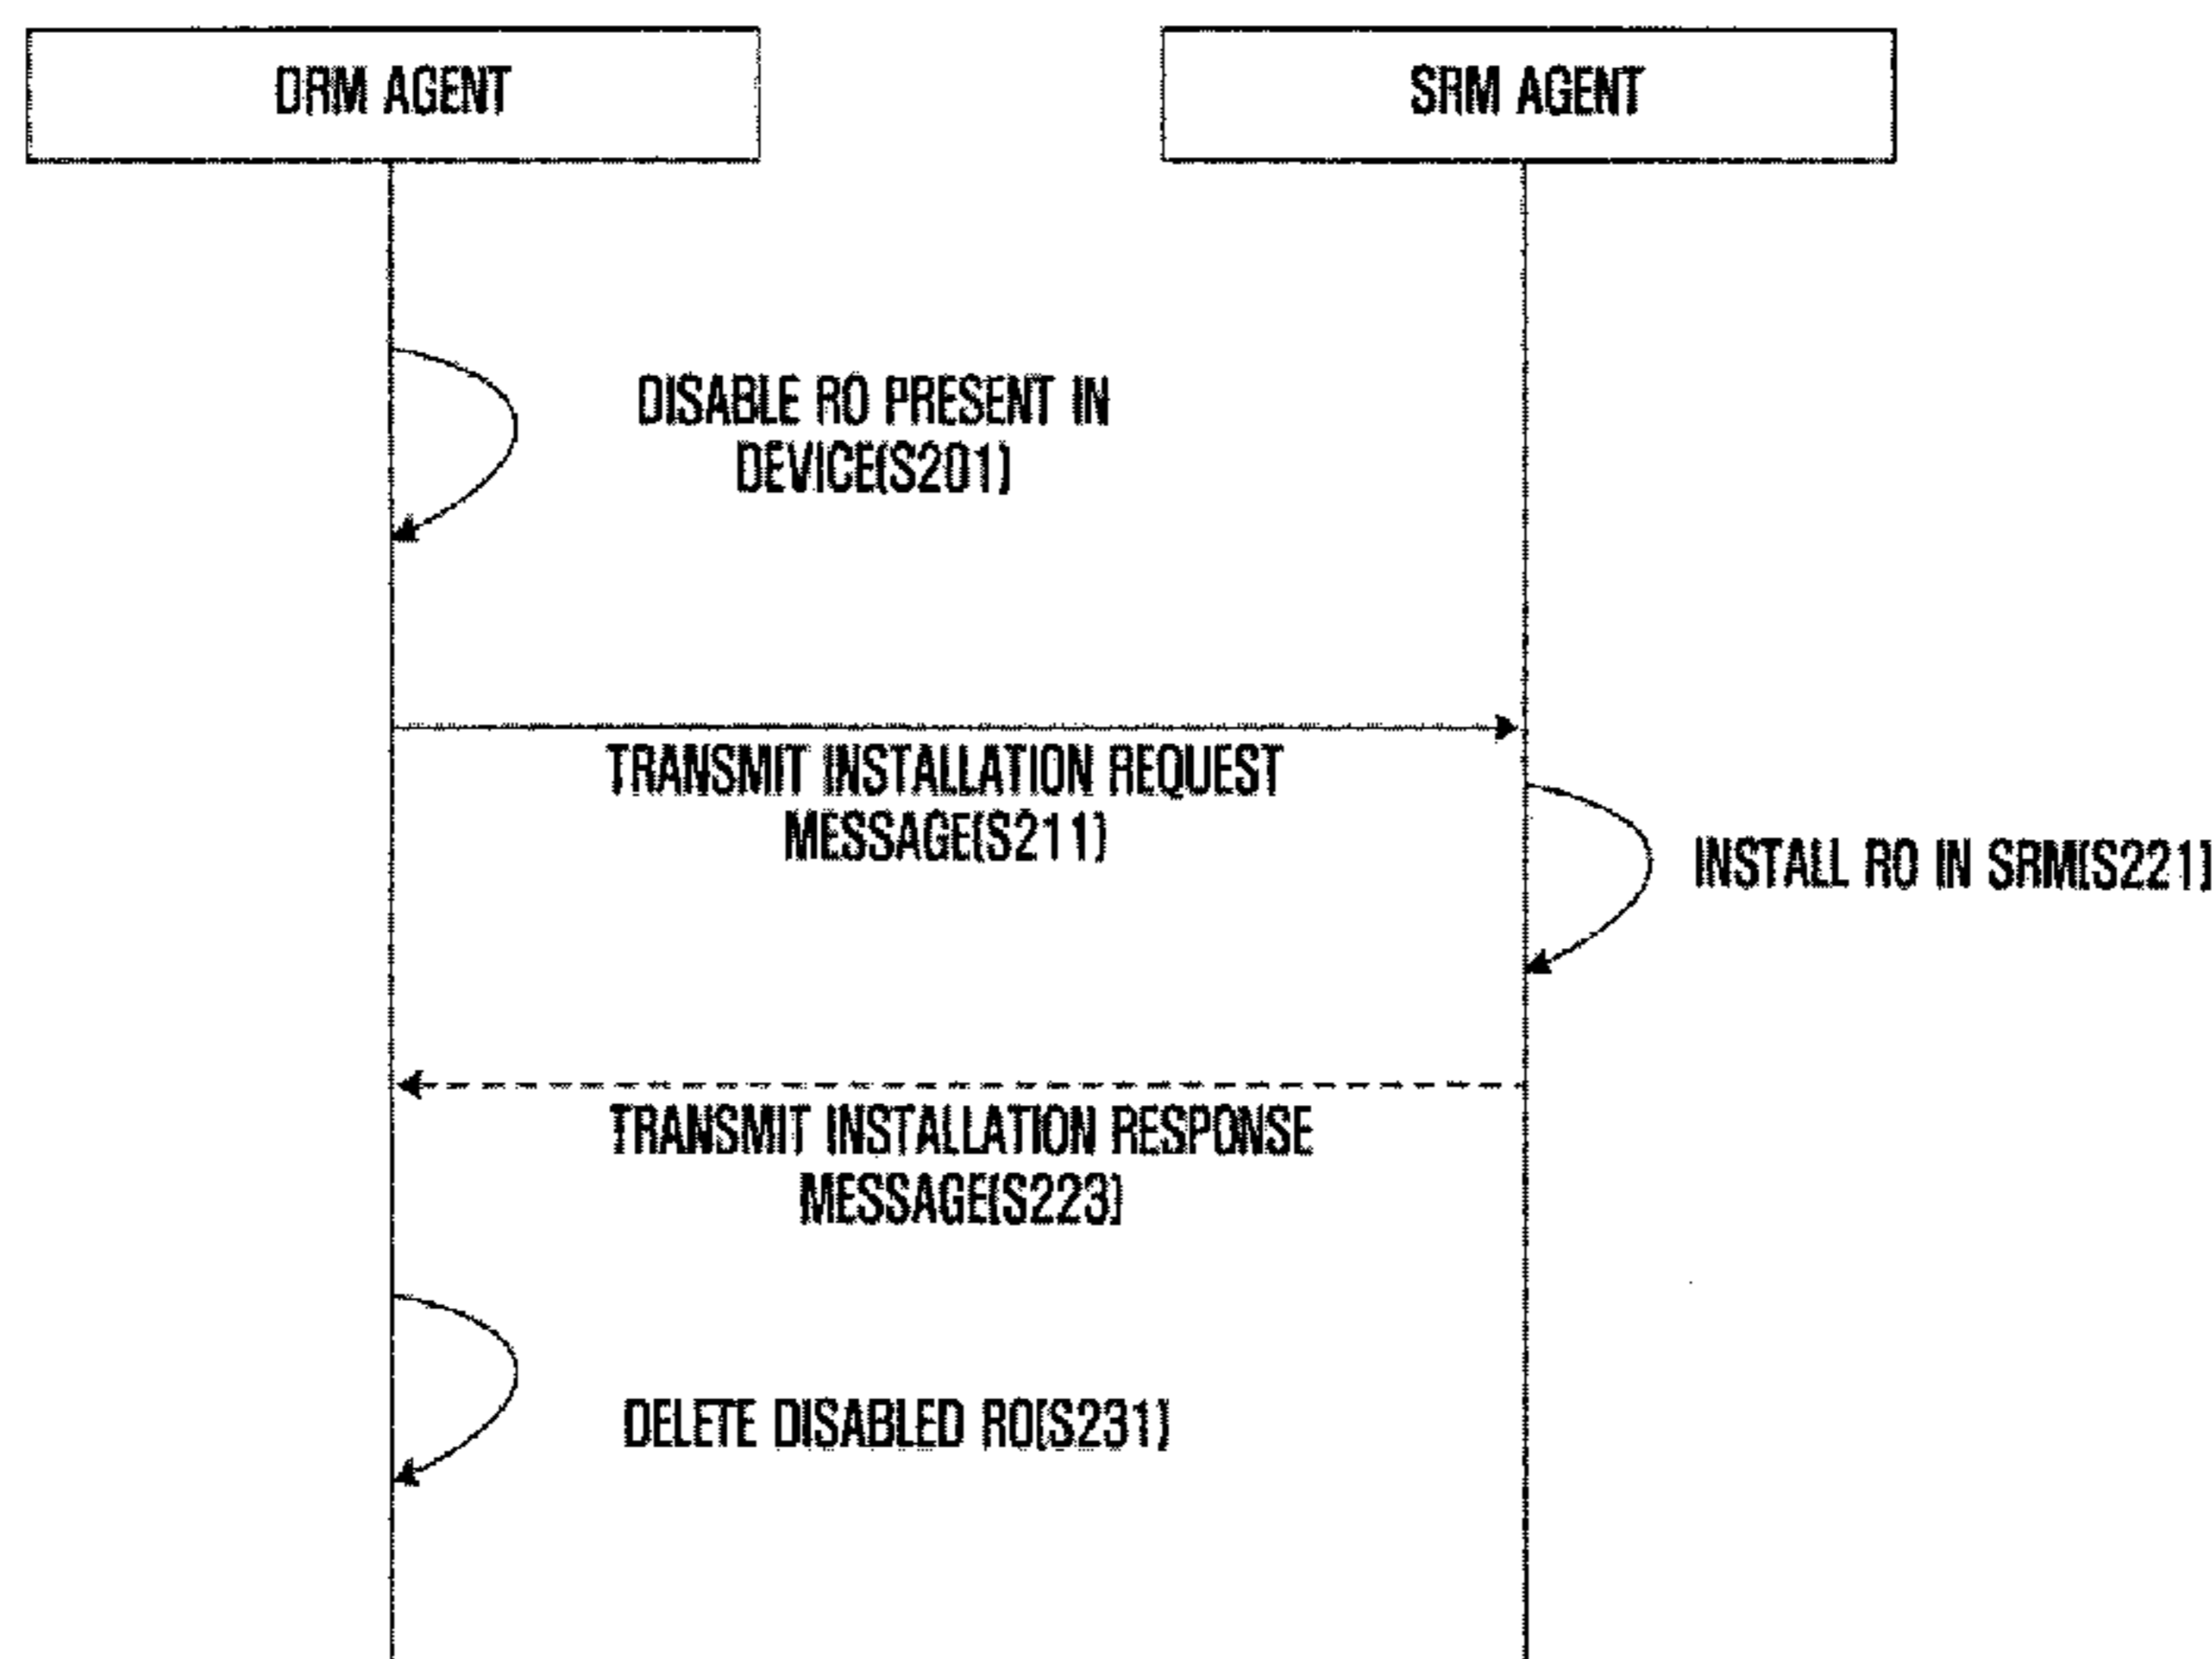 DRM AGENT
SRM AGENT
DISABLE RO PRESENT IN
DEVICE(S201)
TRANSMIT INSTALLATION REQUEST
MESSAGE(S211)
INSTALL RO IN SRM(S221)
TRANSMIT INSTALLATION RESPONSE
MESSAGE(S223)
DELETE DISABLED RO(S231)